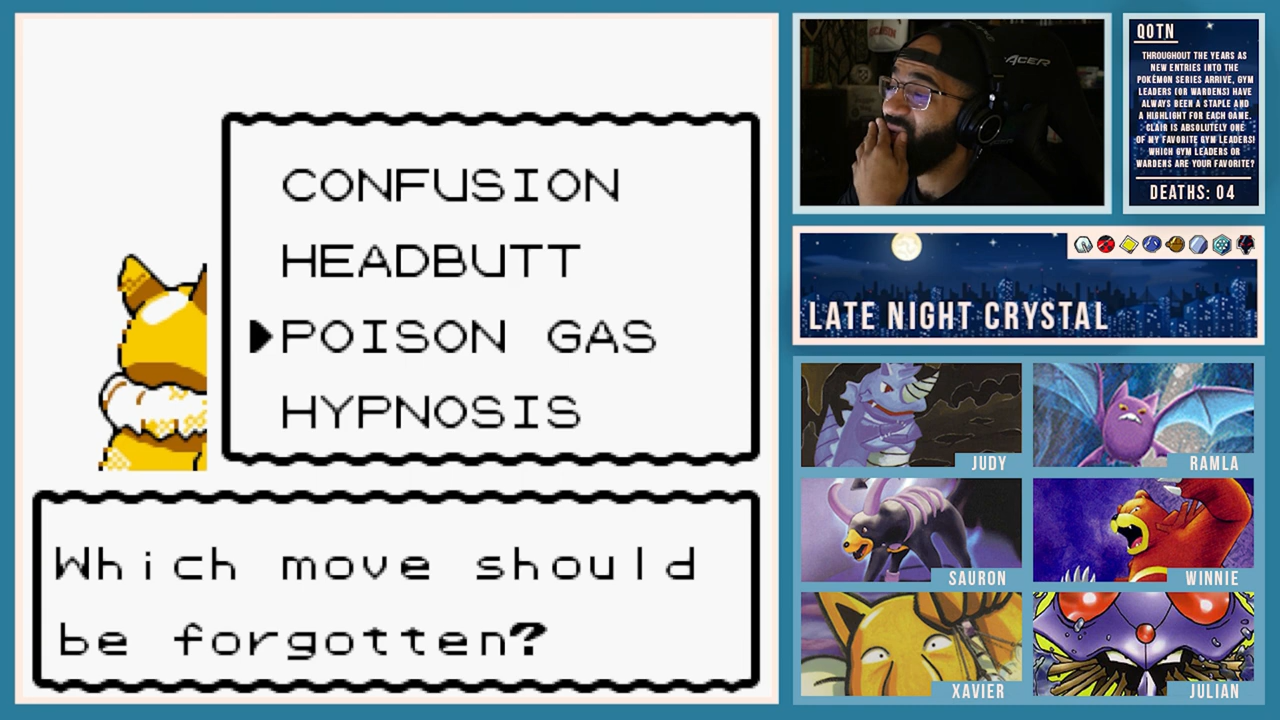 CONFUSION
HEADBUTT
POISON GAS
HYPNOSIS
Which move should
be forgotten?
ACER
QOTN
THROUGHOUT THE YEARS AS
NEW ENTRIES INTO THE
POKÉMON SERIES ARRIVE, GYM
LEADERS (OR WARDENS) HAVE
ALWAYS BEEN A STAPLE AND
A HIGHLIGHT FOR EACH GAME.
CLAIR IS ABSOLUTELY ONE
OF MY FAVORITE GYM LEADERS!
WHICH GYM LEADERS OR
WARDENS ARE YOUR FAVORITE?
DEATHS: 04
LATE NIGHT CRYSTAL
JUDY
RAMLA
SAURON
WINNIE
XAVIER
JULIAN